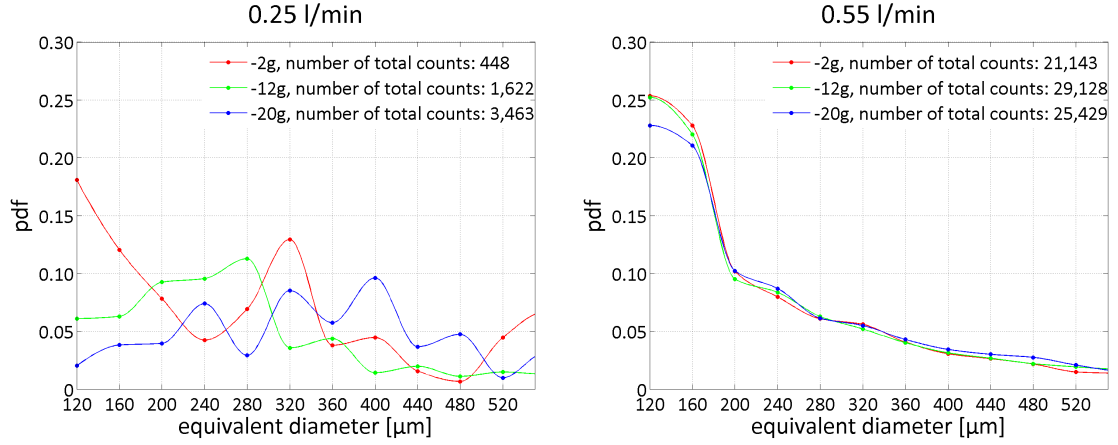 0.25 l/min
0.30
0.25
0.20
0.15
0.10
0.05
0
pdf
-2g, number of total counts: 448
-12g, number of total counts: 1,622
-20g, number of total counts: 3,463
120 160 200 240 280 320 360 400 440 480 520
equivalent diameter [µm]
0.55 l/min
0.30
0.25
0.20
0.15
0.10
0.05
0
pdf
-2g, number of total counts: 21,143
-12g, number of total counts: 29,128
-20g, number of total counts: 25,429
120 160 200 240 280 320 360 400 440 480 520
equivalent diameter [µm]